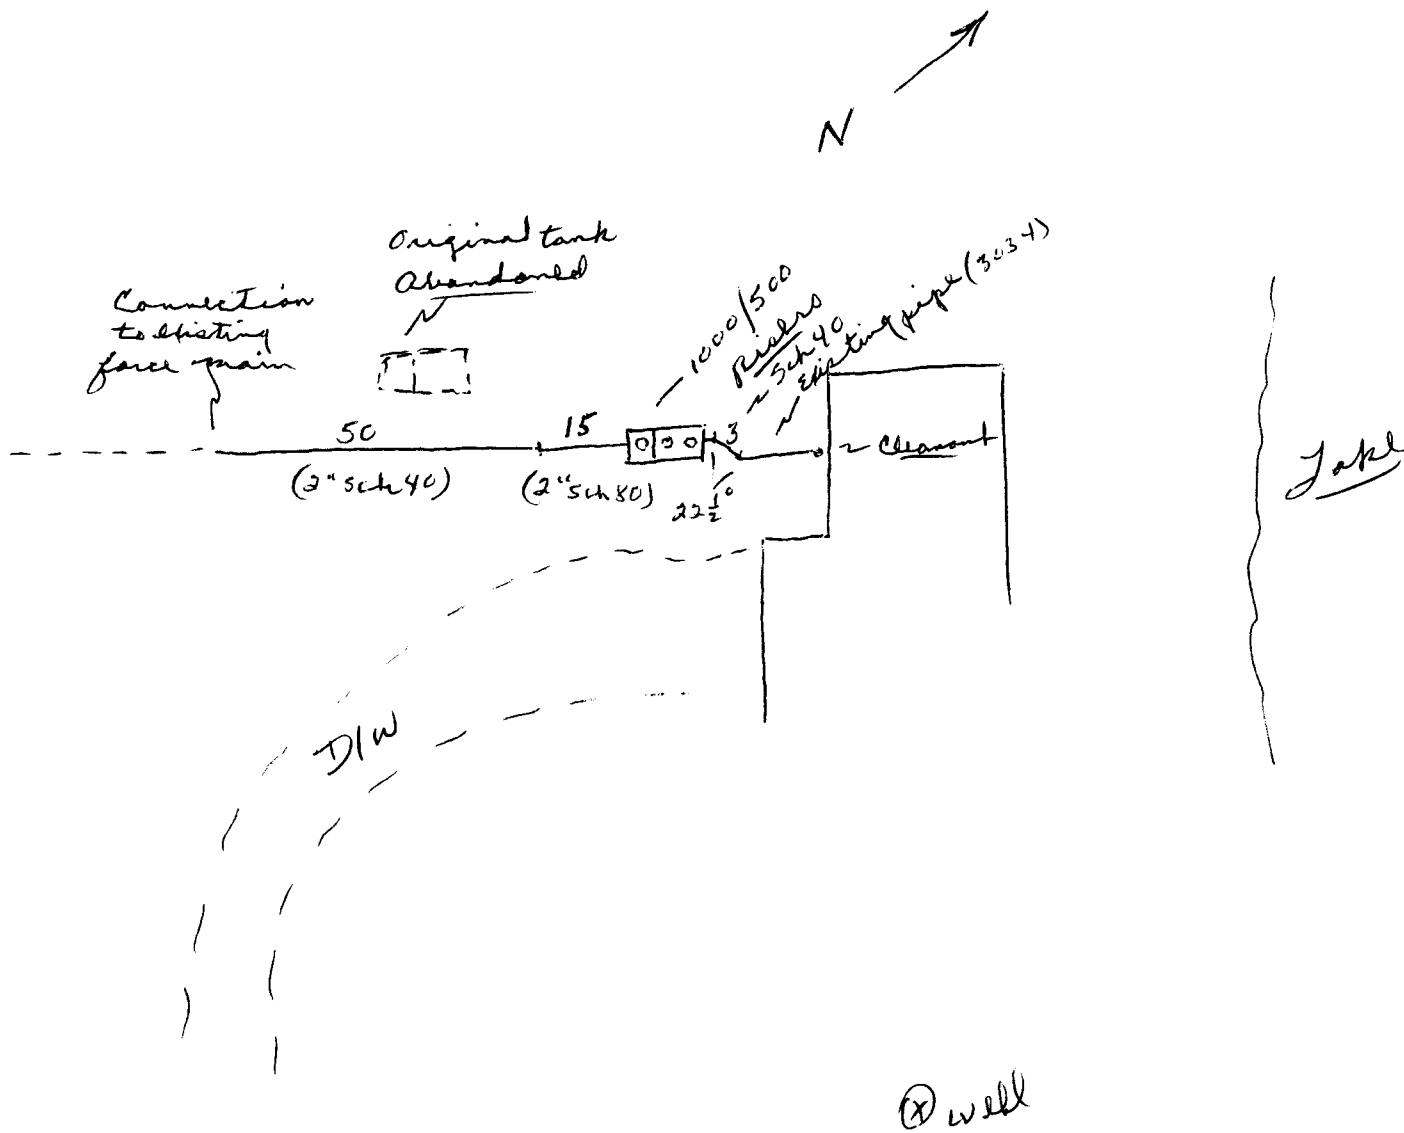 N
Original tank
Abandoned
Connection
to existing
force main
1000/500
Risers
Sch 40
Existing pipe (3034)
50
15
3
Cleanout
(2" Sch 40)
(2" Sch 80)
22 1/2°
Lake
D/W
well